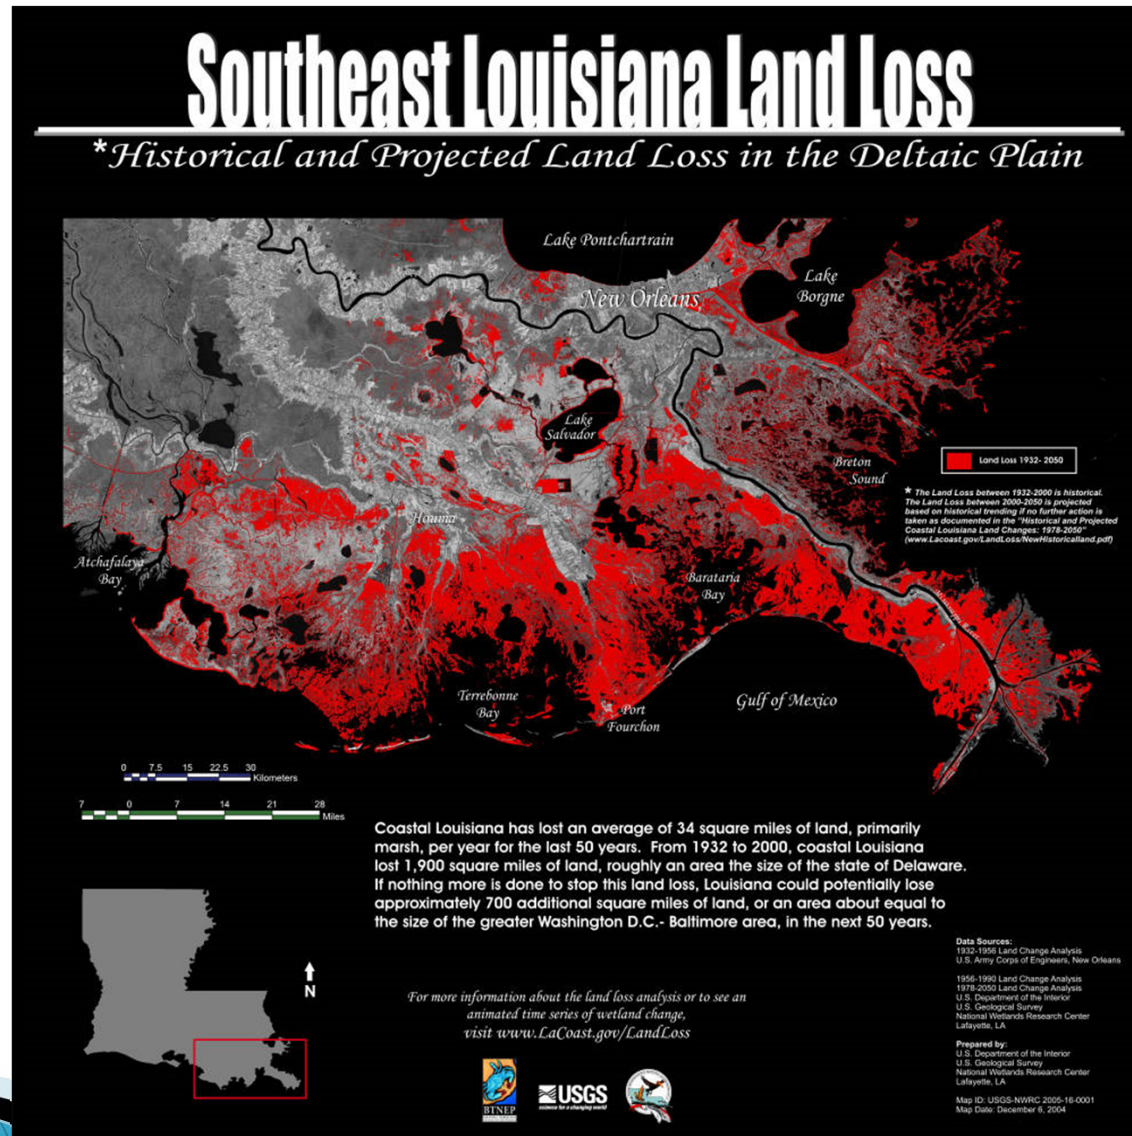 Southeast Louisiana Land Loss
*Historical and Projected Land Loss in the Deltaic Plain
Lake Pontchartrain
Lake
Borgne
New Orleans
Lake
Salvador
Breton
Sound
Land Loss 1932- 2050
* The Land Loss between 1932-2000 is historical.
The Land Loss between 2000-2050 is projected
based on historical trending if no further action is
taken as documented in the "Historical and Projected
Coastal Louisiana Land Changes: 1978-2050"
(www.Lacoast.gov/LandLoss/NewHistoricalland.pdf)
Houma
Atchafalaya
Bay
Barataria
Bay
Mississippi River
Terrebonne
Bay
Port
Fourchon
Gulf of Mexico
0 7.5 15 22.5 30
Kilometers
7 0 7 14 21 28
Miles
Coastal Louisiana has lost an average of 34 square miles of land, primarily
marsh, per year for the last 50 years. From 1932 to 2000, coastal Louisiana
lost 1,900 square miles of land, roughly an area the size of the state of Delaware.
If nothing more is done to stop this land loss, Louisiana could potentially lose
approximately 700 additional square miles of land, or an area about equal to
the size of the greater Washington D.C.- Baltimore area, in the next 50 years.
N
For more information about the land loss analysis or to see an
animated time series of wetland change,
visit www.LaCoast.gov/LandLoss
BTNEP
USGS
science for a changing world
Data Sources:
1932-1956 Land Change Analysis
U.S. Army Corps of Engineers, New Orleans
1956-1990 Land Change Analysis
1978-2050 Land Change Analysis
U.S. Department of the Interior
U.S. Geological Survey
National Wetlands Research Center
Lafayette, LA
Prepared by:
U.S. Department of the Interior
U.S. Geological Survey
National Wetlands Research Center
Lafayette, LA
Map ID: USGS-NWRC 2005-16-0001
Map Date: December 6, 2004